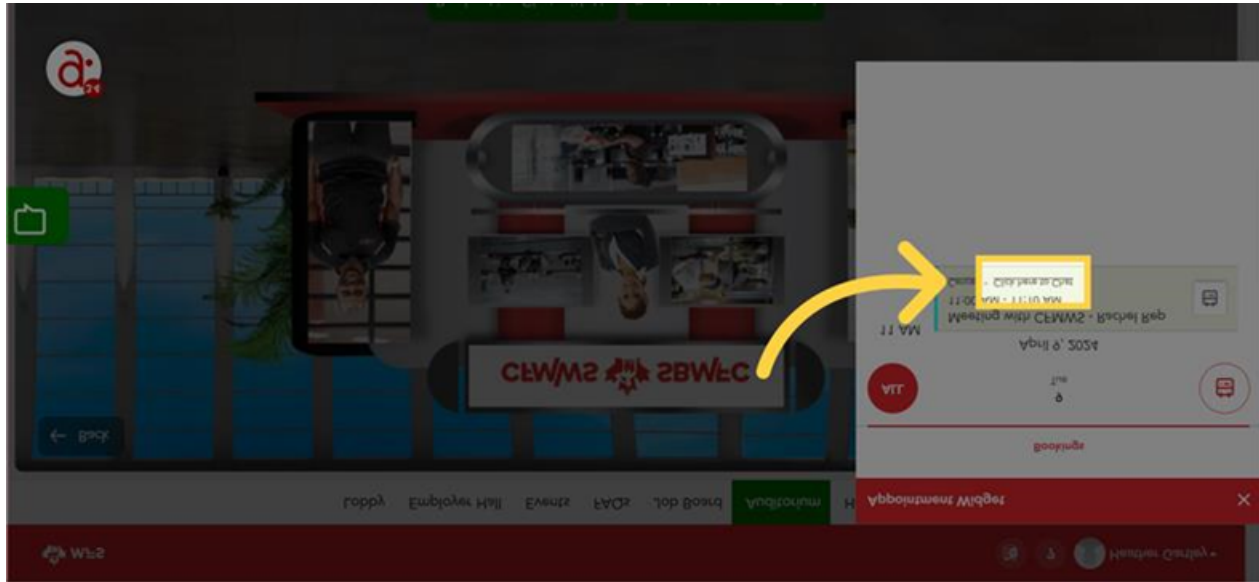 WFS
Heather Gartley
Lobby Employer Hall Events FAQs Job Board Auditorium H
Appointment Widget
← Back
Bookings
ALL
Tue
9
April 9, 2024
11 AM
Meeting with CFMWS - Rachel Rep
11:00 AM - 11:10 AM
Click here to Chat
CFMWS SBMFC
a.
24